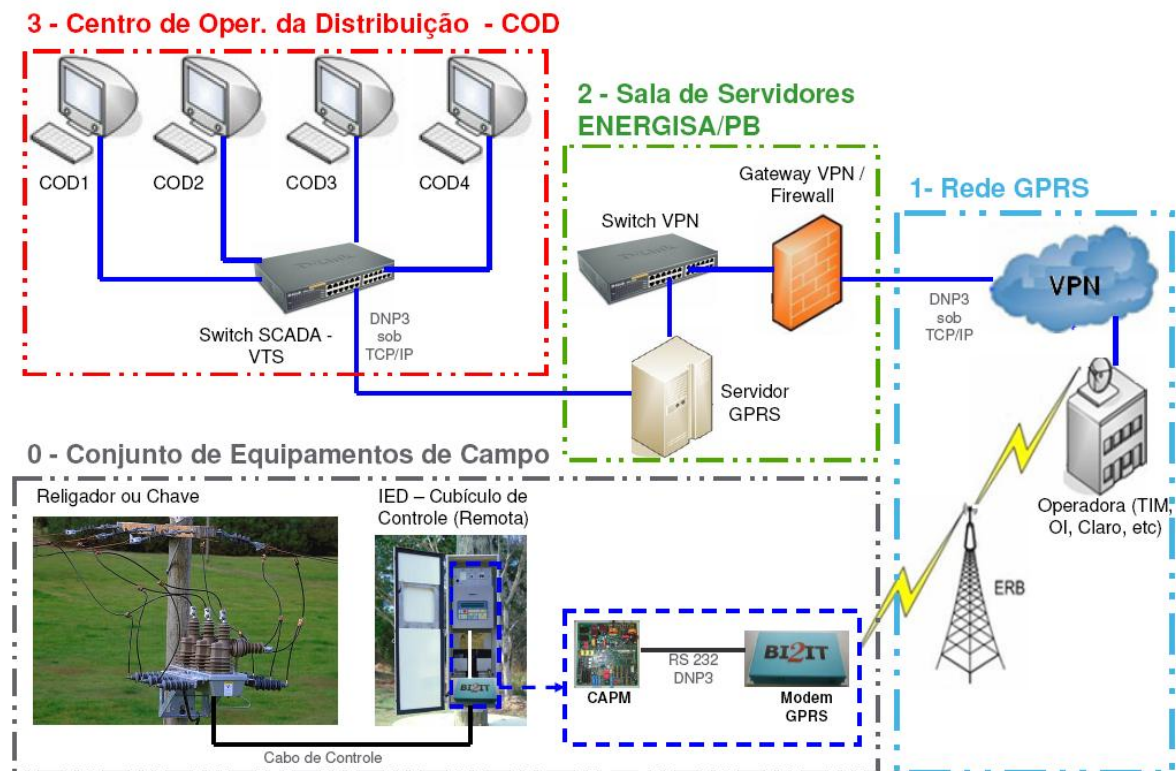 3 - Centro de Oper. da Distribuição - COD
COD1
COD2
COD3
COD4
Switch SCADA -
VTS
DNP3
sob
TCP/IP
2 - Sala de Servidores
ENERGISA/PB
Gateway VPN /
Firewall
Switch VPN
Servidor
GPRS
1- Rede GPRS
VPN
DNP3
sob
TCP/IP
Operadora (TIM,
OI, Claro, etc)
ERB
0 - Conjunto de Equipamentos de Campo
Religador ou Chave
IED – Cubículo de
Controle (Remota)
BI2IT
Cabo de Controle
CAPM
RS 232
DNP3
BI2IT
Modem
GPRS